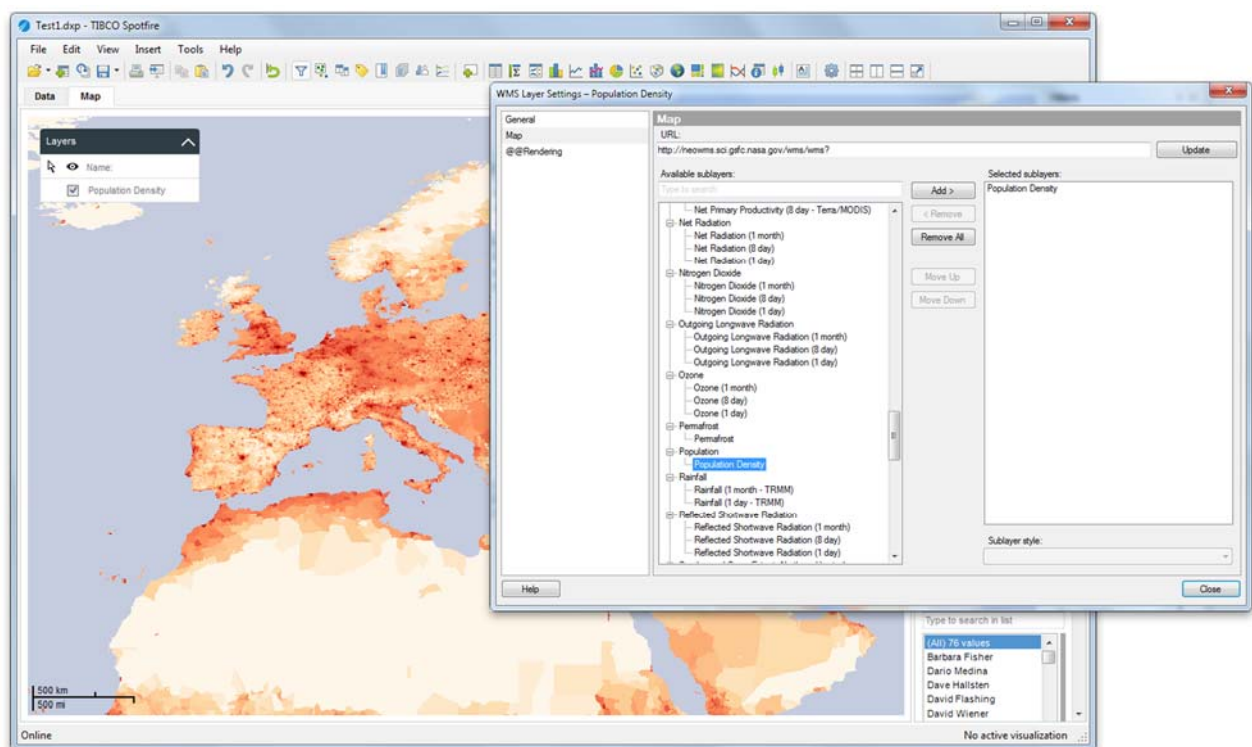 Test1.dxp - TIBCO Spotfire
File Edit View Insert Tools Help
Data Map
Layers
Name:
Population Density
500 km
500 mi
Online
No active visualization
Type to search in list
(All) 76 values
Barbara Fisher
Dario Medina
Dave Hallsten
David Flashing
David Wiener
WMS Layer Settings – Population Density
General
Map
@@Rendering
Map
URL:
http://neowms.sci.gsfc.nasa.gov/wms/wms?
Update
Available sublayers:
Type to search
Net Primary Productivity (8 day - Terra/MODIS)
Net Radiation
Net Radiation (1 month)
Net Radiation (8 day)
Net Radiation (1 day)
Nitrogen Dioxide
Nitrogen Dioxide (1 month)
Nitrogen Dioxide (8 day)
Nitrogen Dioxide (1 day)
Outgoing Longwave Radiation
Outgoing Longwave Radiation (1 month)
Outgoing Longwave Radiation (8 day)
Outgoing Longwave Radiation (1 day)
Ozone
Ozone (1 month)
Ozone (8 day)
Ozone (1 day)
Permafrost
Permafrost
Population
Population Density
Rainfall
Rainfall (1 month - TRMM)
Rainfall (1 day - TRMM)
Reflected Shortwave Radiation
Reflected Shortwave Radiation (1 month)
Reflected Shortwave Radiation (8 day)
Reflected Shortwave Radiation (1 day)
Add >
< Remove
Remove All
Move Up
Move Down
Selected sublayers:
Population Density
Sublayer style:
Help
Close